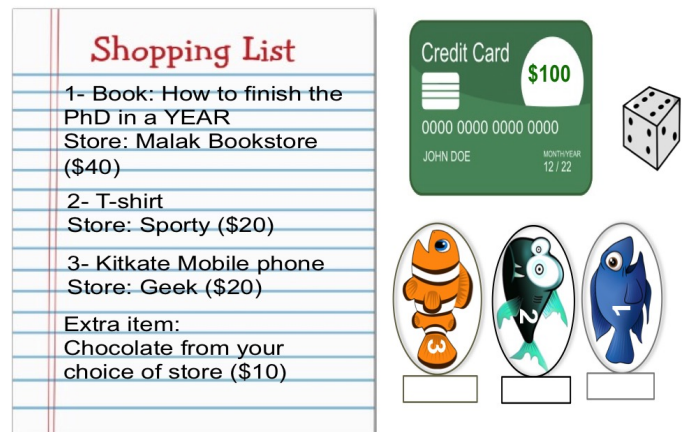 Shopping List
1- Book: How to finish the
PhD in a YEAR
Store: Malak Bookstore
($40)
2- T-shirt
Store: Sporty ($20)
3- Kitkate Mobile phone
Store: Geek ($20)
Extra item:
Chocolate from your
choice of store ($10)
Credit Card
$100
0000 0000 0000 0000
JOHN DOE
MONTH/YEAR
12 / 22
3
2
1